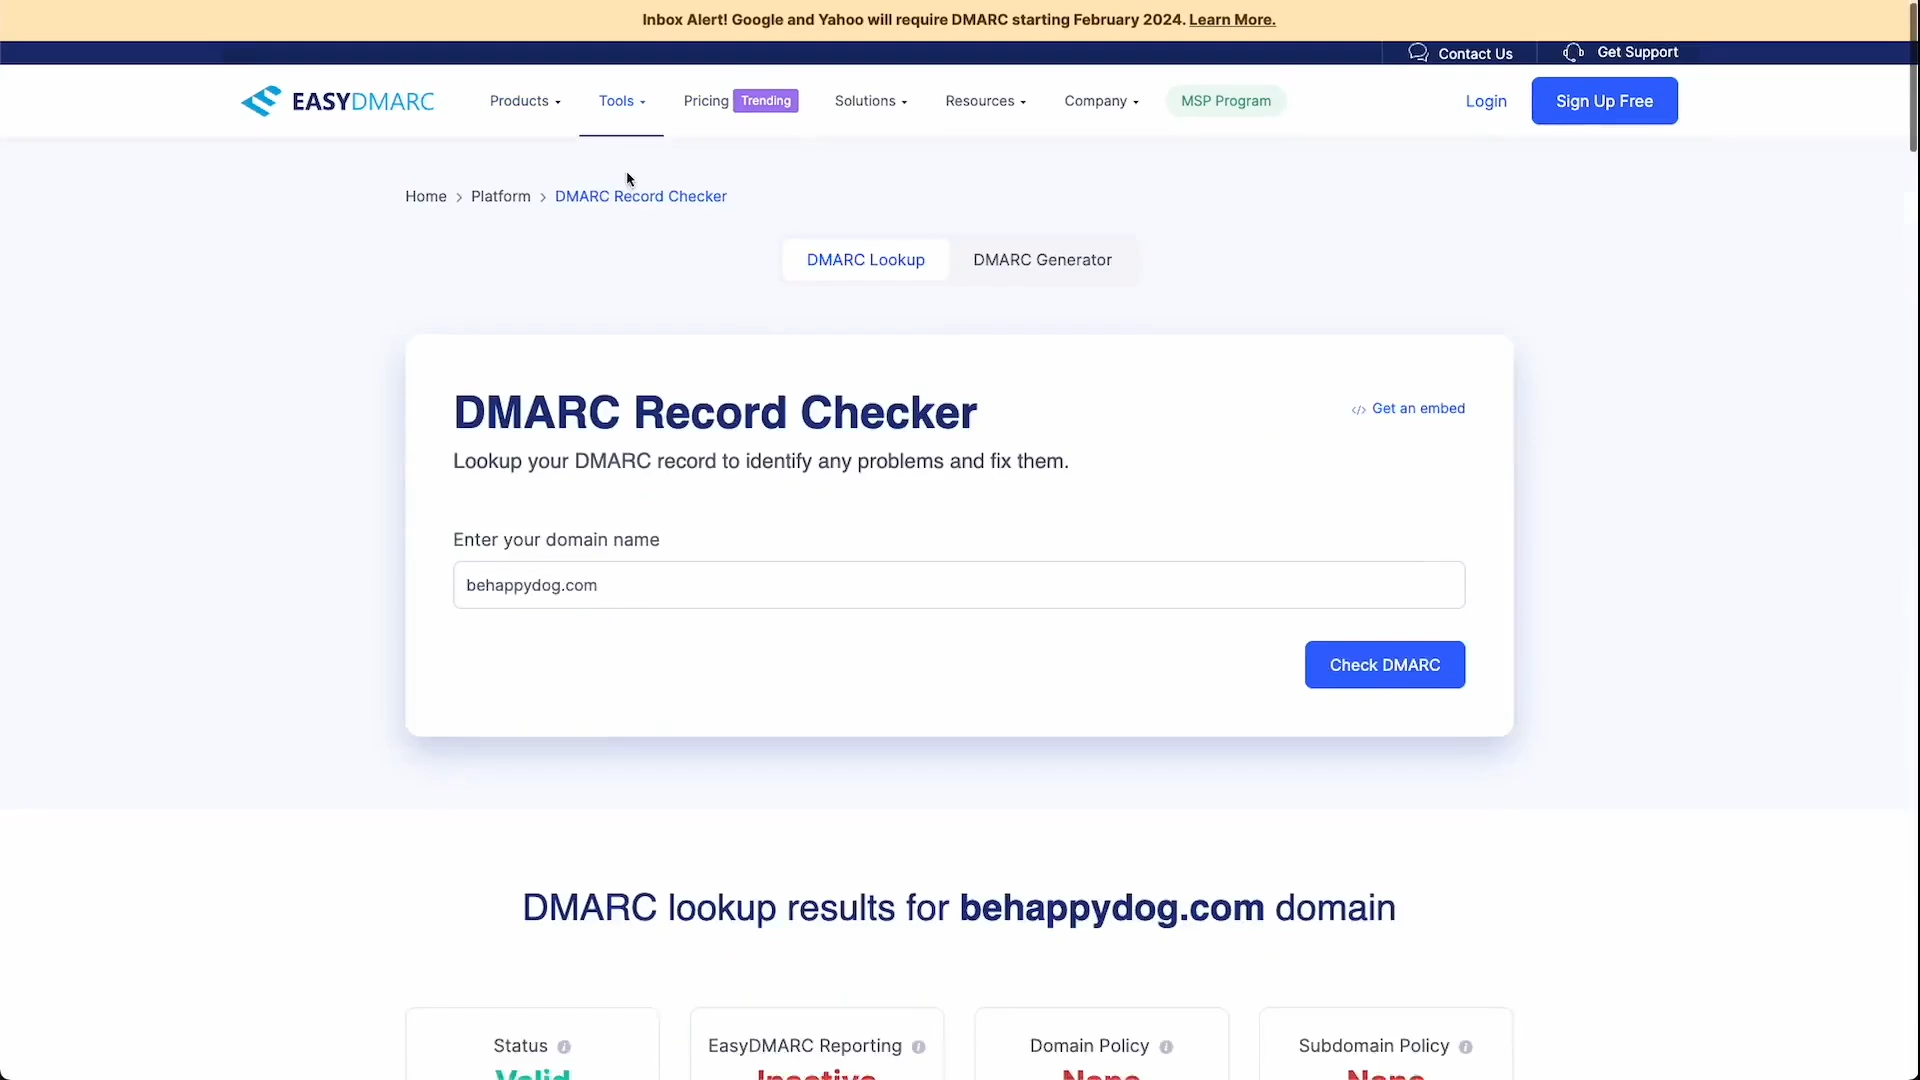 Inbox Alert! Google and Yahoo will require DMARC starting February 2024. Learn More.
Contact Us
Get Support
EASYDMARC
Products
Tools
Pricing
Trending
Solutions
Resources
Company
MSP Program
Login
Sign Up Free
Home > Platform > DMARC Record Checker
DMARC Lookup
DMARC Generator
DMARC Record Checker
</> Get an embed
Lookup your DMARC record to identify any problems and fix them.
Enter your domain name
behappydog.com
Check DMARC
DMARC lookup results for behappydog.com domain
Status
EasyDMARC Reporting
Domain Policy
Subdomain Policy
Valid
Inactive
None
None